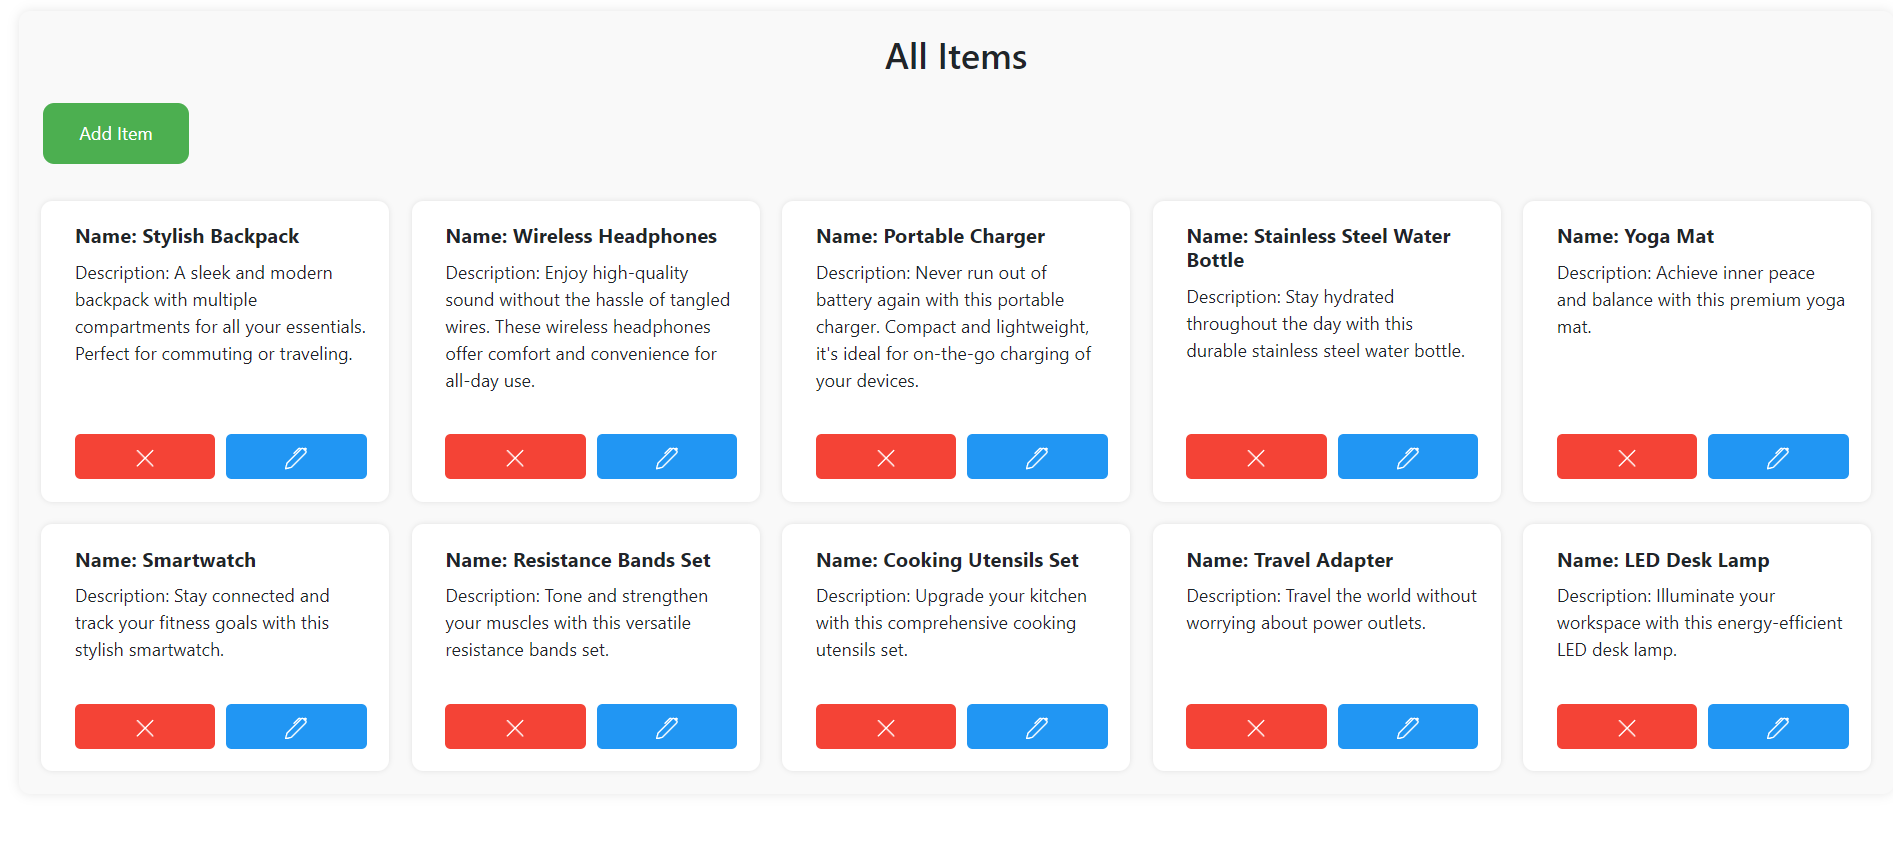 All Items
Add Item
Name: Stylish Backpack
Description: A sleek and modern
backpack with multiple
compartments for all your essentials.
Perfect for commuting or traveling.
Name: Wireless Headphones
Description: Enjoy high-quality
sound without the hassle of tangled
wires. These wireless headphones
offer comfort and convenience for
all-day use.
Name: Portable Charger
Description: Never run out of
battery again with this portable
charger. Compact and lightweight,
it's ideal for on-the-go charging of
your devices.
Name: Stainless Steel Water
Bottle
Description: Stay hydrated
throughout the day with this
durable stainless steel water bottle.
Name: Yoga Mat
Description: Achieve inner peace
and balance with this premium yoga
mat.
Name: Smartwatch
Description: Stay connected and
track your fitness goals with this
stylish smartwatch.
Name: Resistance Bands Set
Description: Tone and strengthen
your muscles with this versatile
resistance bands set.
Name: Cooking Utensils Set
Description: Upgrade your kitchen
with this comprehensive cooking
utensils set.
Name: Travel Adapter
Description: Travel the world without
worrying about power outlets.
Name: LED Desk Lamp
Description: Illuminate your
workspace with this energy-efficient
LED desk lamp.